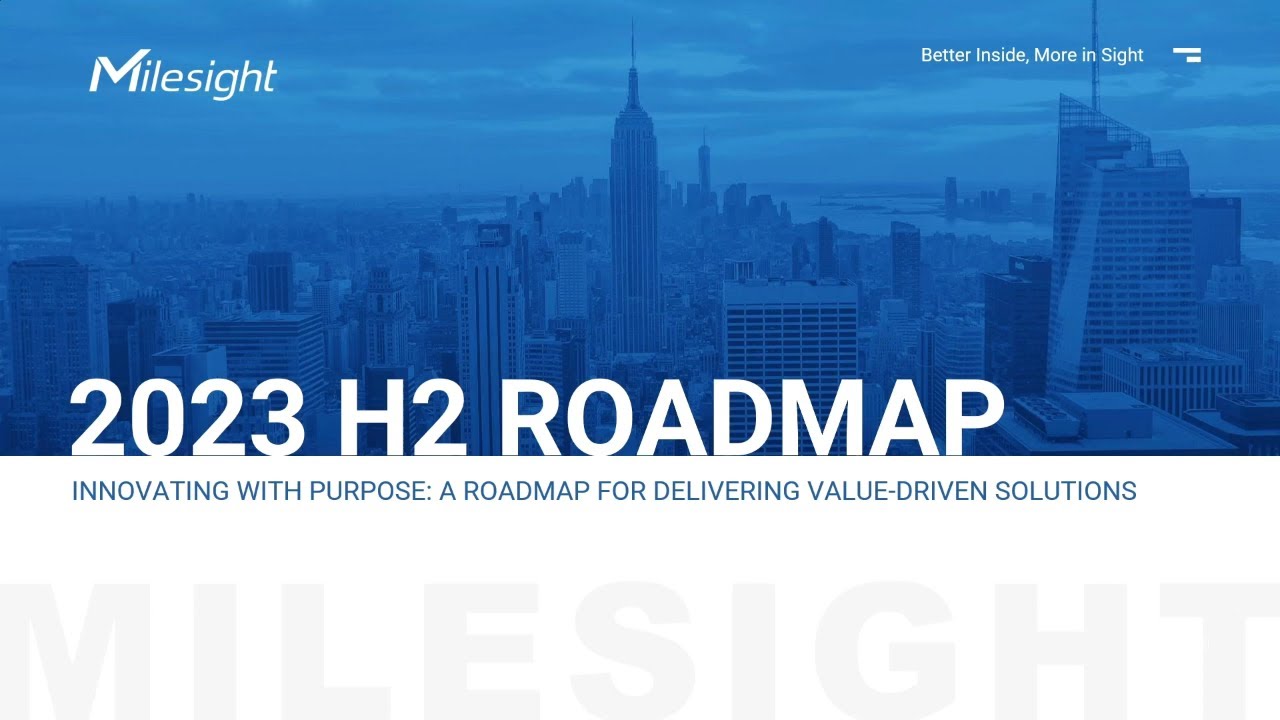 Milesight
Better Inside, More in Sight
2023 H2 ROADMAP
INNOVATING WITH PURPOSE: A ROADMAP FOR DELIVERING VALUE-DRIVEN SOLUTIONS
MILESIGHT